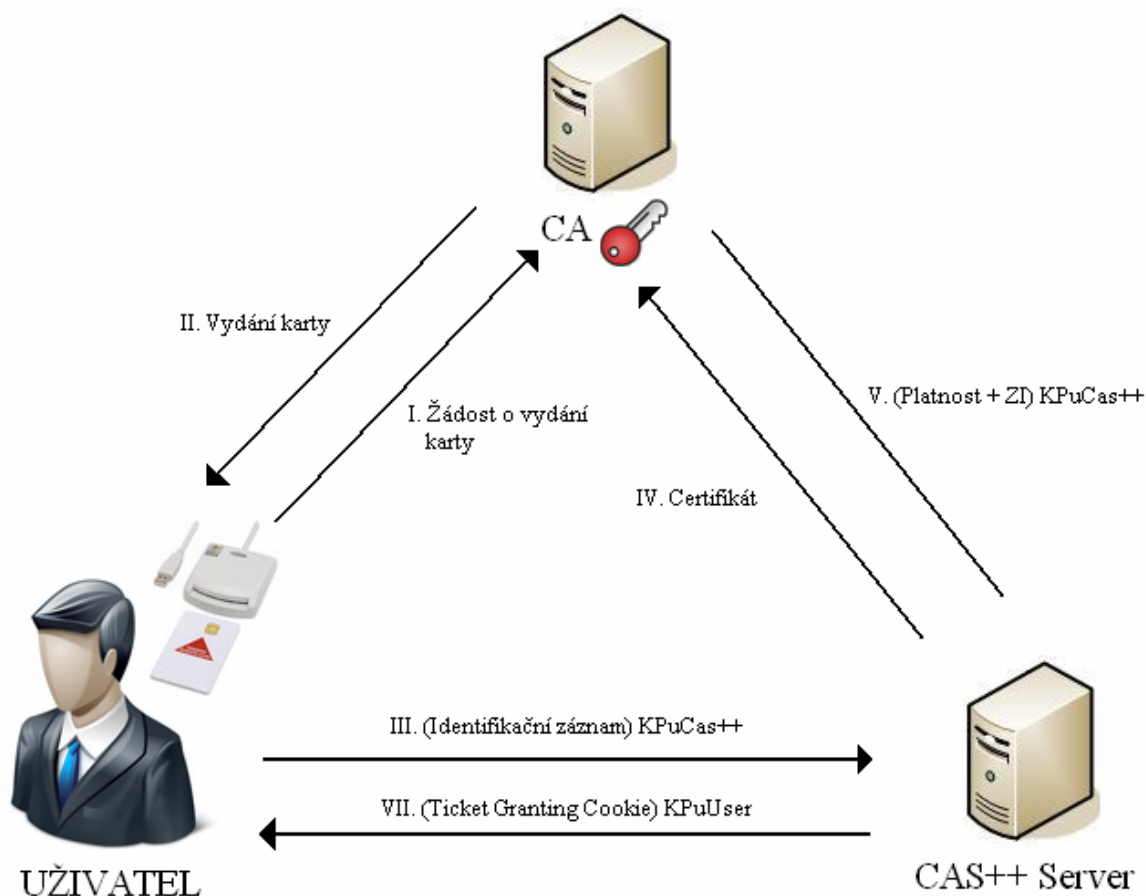 CA
II. Vydání karty
I. Žádost o vydání
karty
V. (Platnost + ZI) KPuCas++
IV. Certifikát
III. (Identifikační záznam) KPuCas++
VII. (Ticket Granting Cookie) KPuUser
UŽIVATEL
CAS++ Server